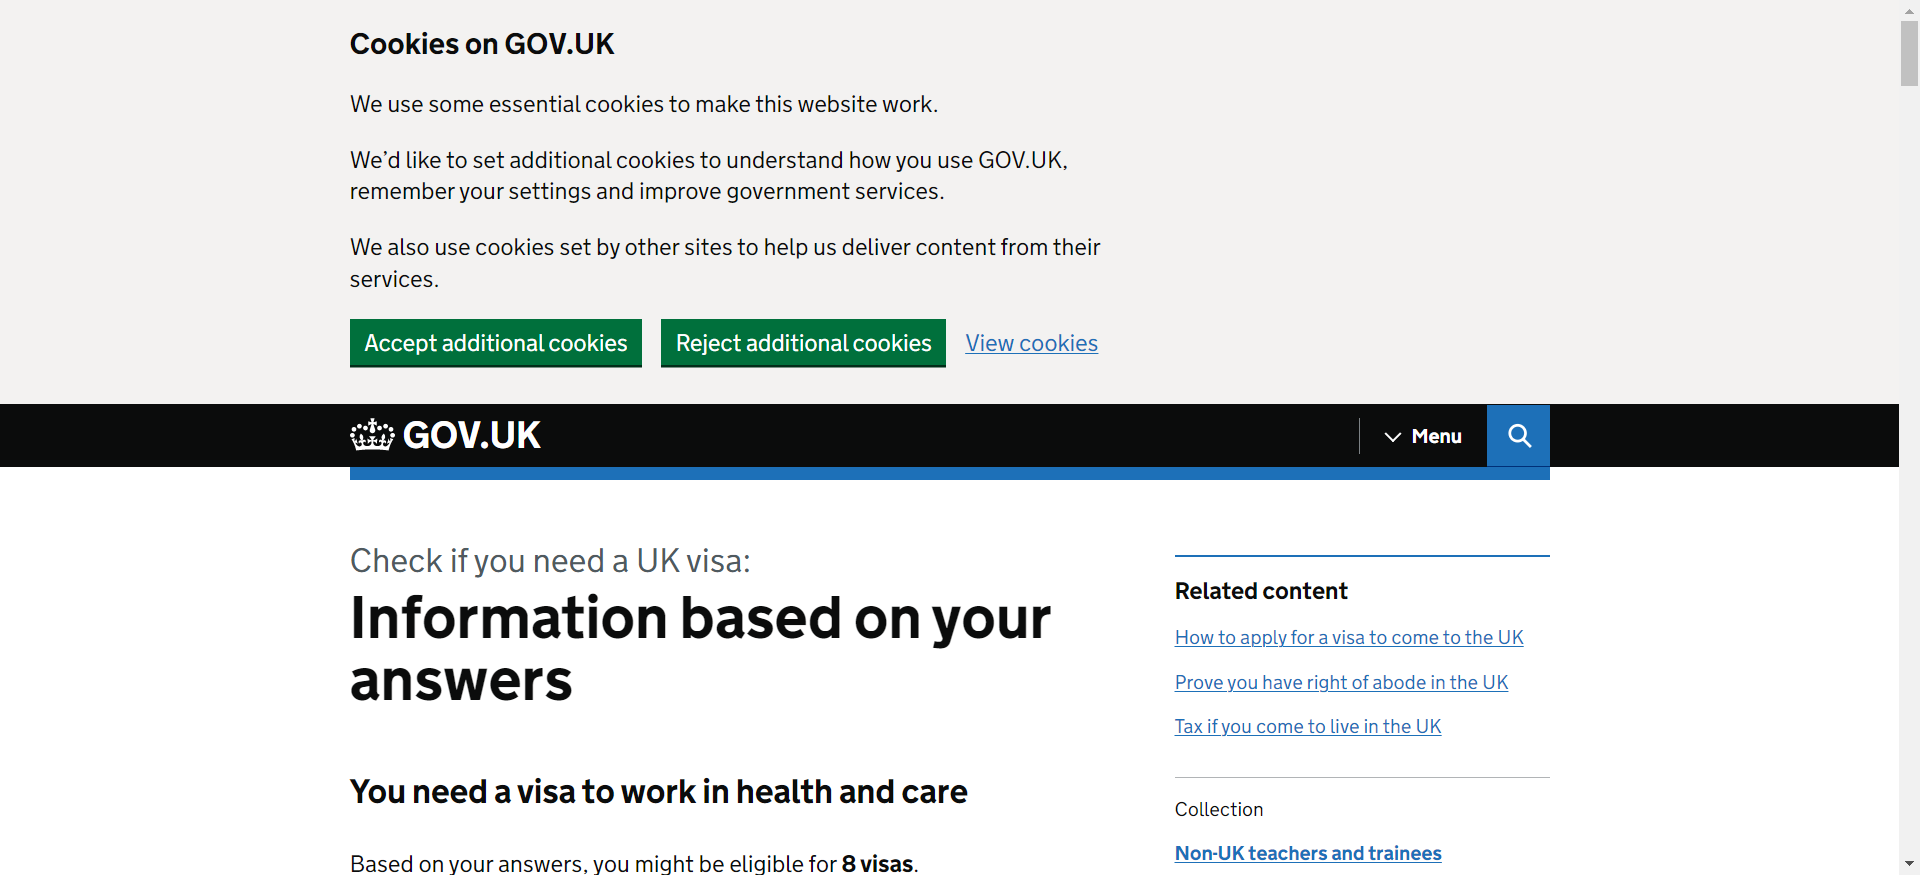 Cookies on GOV.UK
We use some essential cookies to make this website work.
We’d like to set additional cookies to understand how you use GOV.UK,
remember your settings and improve government services.
We also use cookies set by other sites to help us deliver content from their
services.
Accept additional cookies
Reject additional cookies
View cookies
GOV.UK
Menu
Check if you need a UK visa:
Information based on your
answers
You need a visa to work in health and care
Based on your answers, you might be eligible for 8 visas.
Related content
How to apply for a visa to come to the UK
Prove you have right of abode in the UK
Tax if you come to live in the UK
Collection
Non-UK teachers and trainees